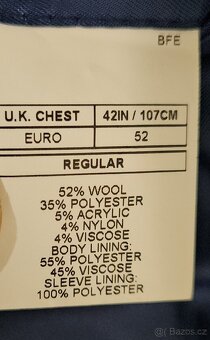 BFE
U.K. CHEST 42IN / 107CM
EURO 52
REGULAR
52% WOOL
35% POLYESTER
5% ACRYLIC
4% NYLON
4% VISCOSE
BODY LINING:
55% POLYESTER
45% VISCOSE
SLEEVE LINING:
100% POLYESTER
Bazos.cz